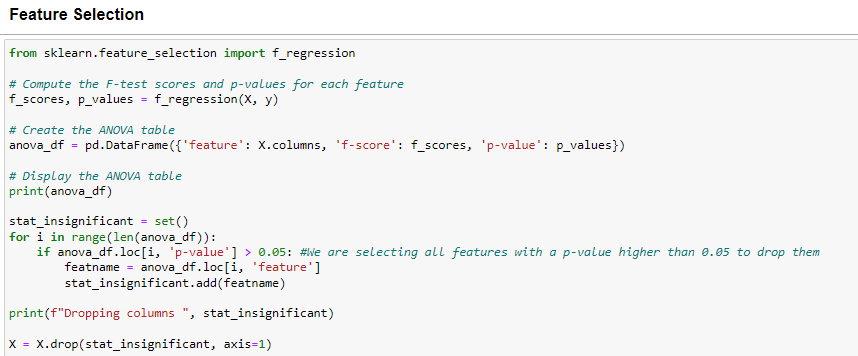 Feature Selection
from sklearn.feature_selection import f_regression
# Compute the F-test scores and p-values for each feature
f_scores, p_values = f_regression(X, y)
# Create the ANOVA table
anova_df = pd.DataFrame({'feature': X.columns, 'f-score': f_scores, 'p-value': p_values})
# Display the ANOVA table
print(anova_df)
stat_insignificant = set()
for i in range(len(anova_df)):
    if anova_df.loc[i, 'p-value'] > 0.05: #We are selecting all features with a p-value higher than 0.05 to drop them
        featname = anova_df.loc[i, 'feature']
        stat_insignificant.add(featname)
print(f"Dropping columns ", stat_insignificant)
X = X.drop(stat_insignificant, axis=1)